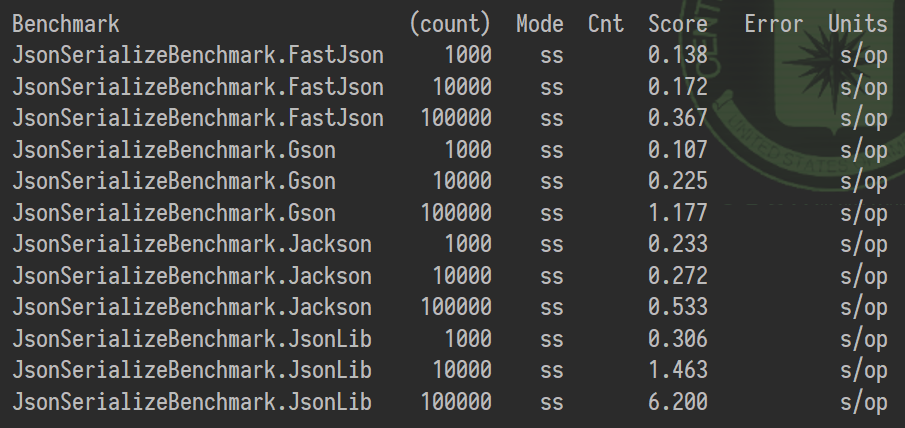 Benchmark (count) Mode Cnt Score Error Units
JsonSerializeBenchmark.FastJson 1000 ss 0.138 s/op
JsonSerializeBenchmark.FastJson 10000 ss 0.172 s/op
JsonSerializeBenchmark.FastJson 100000 ss 0.367 s/op
JsonSerializeBenchmark.Gson 1000 ss 0.107 s/op
JsonSerializeBenchmark.Gson 10000 ss 0.225 s/op
JsonSerializeBenchmark.Gson 100000 ss 1.177 s/op
JsonSerializeBenchmark.Jackson 1000 ss 0.233 s/op
JsonSerializeBenchmark.Jackson 10000 ss 0.272 s/op
JsonSerializeBenchmark.Jackson 100000 ss 0.533 s/op
JsonSerializeBenchmark.JsonLib 1000 ss 0.306 s/op
JsonSerializeBenchmark.JsonLib 10000 ss 1.463 s/op
JsonSerializeBenchmark.JsonLib 100000 ss 6.200 s/op